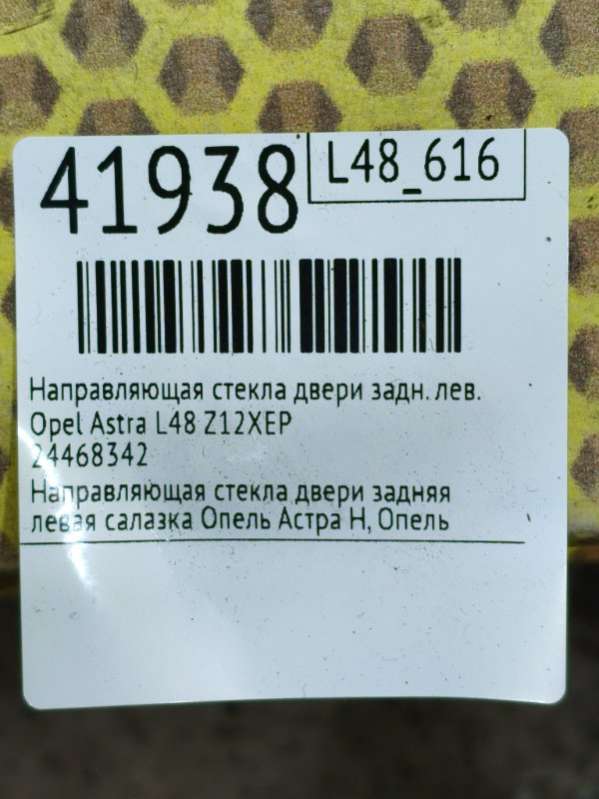 41938
L48_616
Направляющая стекла двери задн. лев.
Opel Astra L48 Z12XEP
24468342
Направляющая стекла двери задняя
левая салазка Опель Астра Н, Опель